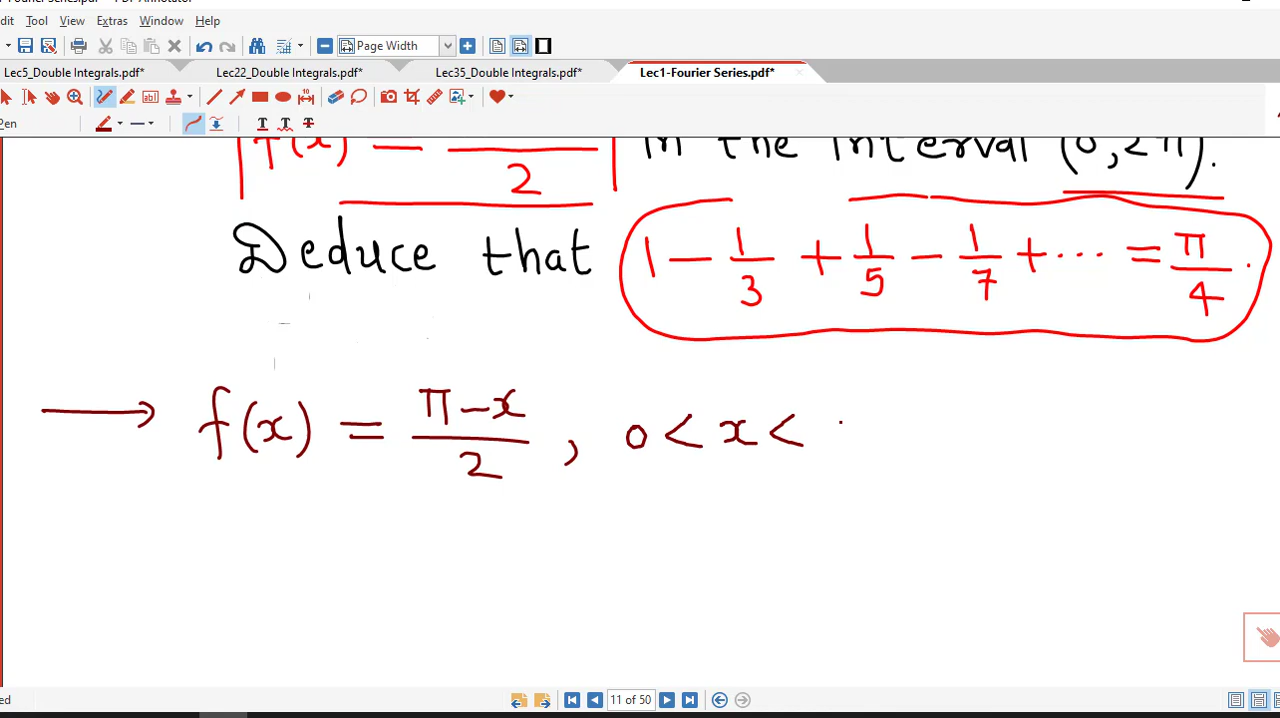 -Fourier Series.pdf - PDF Annotator
dit Tool View Extras Window Help
Page Width
Lec5_Double Integrals.pdf* Lec22_Double Integrals.pdf* Lec35_Double Integrals.pdf* Lec1-Fourier Series.pdf*
Pen
f(x) = 2 in the interval (0, 2π).
Deduce that 1 - 1/3 + 1/5 - 1/7 + ... = π/4.
→ f(x) = π-x/2, 0 < x <
ed 11 of 50